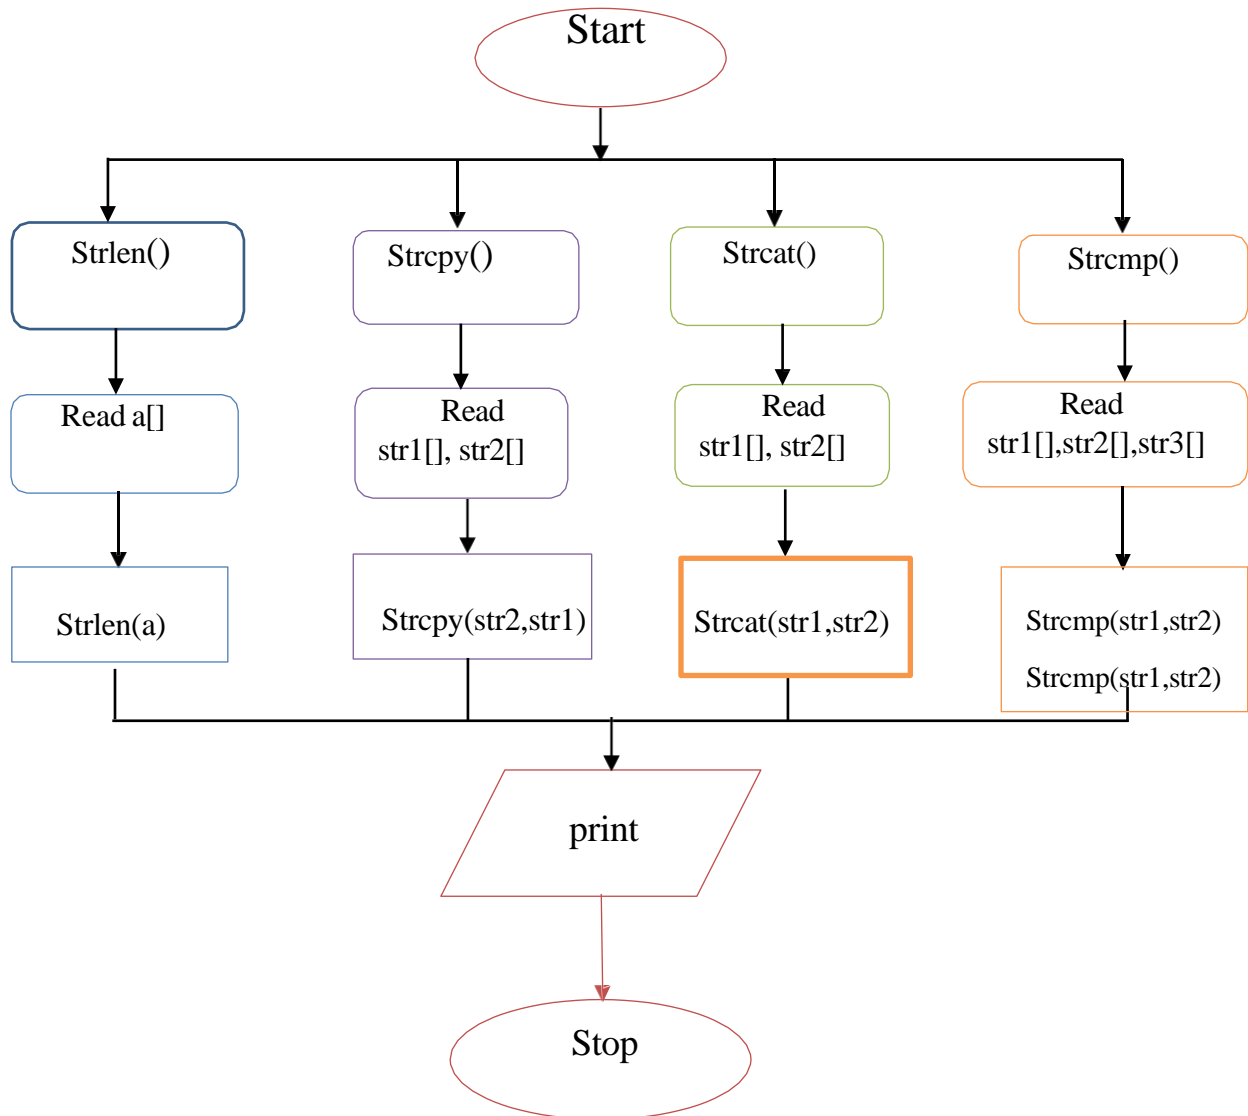 Start
Strlen()
Strcpy()
Strcat()
Strcmp()
Read a[]
Read
str1[], str2[]
Read
str1[], str2[]
Read
str1[],str2[],str3[]
Strlen(a)
Strcpy(str2,str1)
Strcat(str1,str2)
Strcmp(str1,str2)
Strcmp(str1,str2)
print
Stop